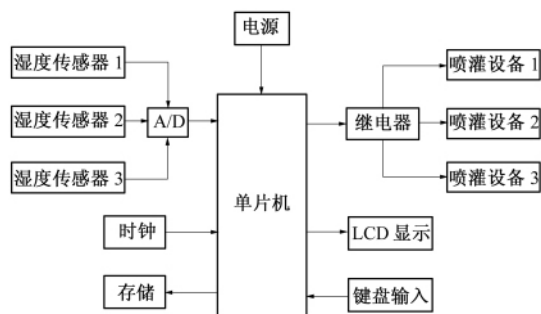 电源
湿度传感器 1
喷灌设备 1
湿度传感器 2
A/D
继电器
喷灌设备 2
湿度传感器 3
喷灌设备 3
单片机
时钟
LCD 显示
存储
键盘输入